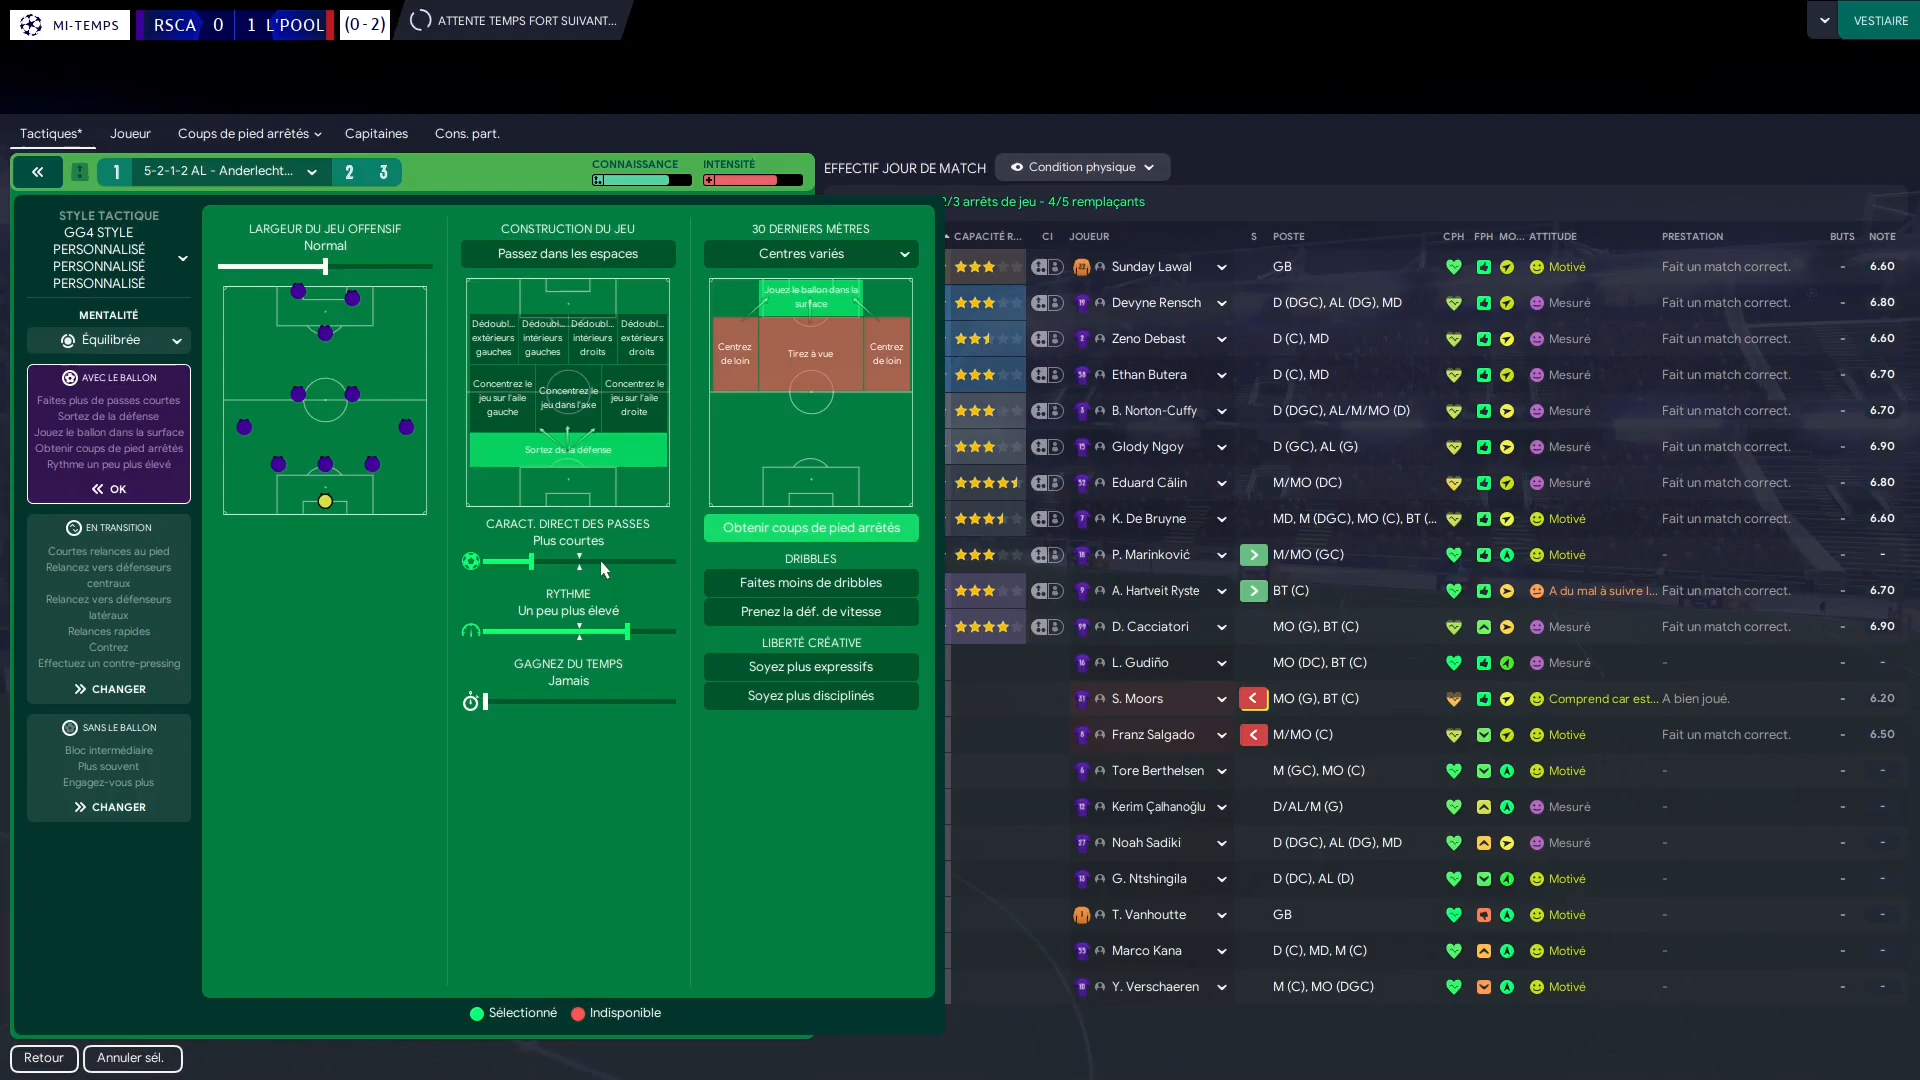 MI-TEMPS
RSCA 0 1 L'POOL (0-2)
ATTENTE TEMPS FORT SUIVANT...
VESTIAIRE
Tactiques* Joueur Coups de pied arrêtés Capitaines Cons. part.
1 5-2-1-2 AL - Anderlecht... 2 3
CONNAISSANCE INTENSITÉ
EFFECTIF JOUR DE MATCH Condition physique
2/3 arrêts de jeu - 4/5 remplaçants
STYLE TACTIQUE
GG4 STYLE
PERSONNALISÉ
PERSONNALISÉ
PERSONNALISÉ
MENTALITÉ
Équilibrée
AVEC LE BALLON
Faites plus de passes courtes
Sortez de la défense
Jouez le ballon dans la surface
Obtenir coups de pied arrêtés
Rythme un peu plus élevé
OK
EN TRANSITION
Courtes relances au pied
Relancez vers défenseurs
centraux
Relancez vers défenseurs
latéraux
Relances rapides
Contrez
Effectuez un contre-pressing
CHANGER
SANS LE BALLON
Bloc intermédiaire
Plus souvent
Engagez-vous plus
CHANGER
LARGEUR DU JEU OFFENSIF
Normal
CONSTRUCTION DU JEU
Passez dans les espaces
Dédoubl... extérieurs gauches
Dédoubl... intérieurs gauches
Dédoubl... intérieurs droits
Dédoubl... extérieurs droits
Concentrez le jeu sur l'aile gauche
Concentrez le jeu dans l'axe
Concentrez le jeu sur l'aile droite
Sortez de la défense
CARACT. DIRECT DES PASSES
Plus courtes
RYTHME
Un peu plus élevé
GAGNEZ DU TEMPS
Jamais
30 DERNIERS MÈTRES
Centres variés
Jouez le ballon dans la
surface
Centrez de loin
Tirez à vue
Centrez de loin
Obtenir coups de pied arrêtés
DRIBBLES
Faites moins de dribbles
Prenez la déf. de vitesse
LIBERTÉ CRÉATIVE
Soyez plus expressifs
Soyez plus disciplinés
Sélectionné Indisponible
Retour Annuler sél.
CAPACITÉ R... CI JOUEUR S POSTE CPH FPH MO... ATTITUDE PRESTATION BUTS NOTE
Sunday Lawal GB Motivé Fait un match correct. - 6.60
19 Devyne Rensch D (DGC), AL (DG), MD Mesuré Fait un match correct. - 6.80
2 Zeno Debast D (C), MD Mesuré Fait un match correct. - 6.60
58 Ethan Butera D (C), MD Mesuré Fait un match correct. - 6.70
B. Norton-Cuffy D (DGC), AL/M/MO (D) Mesuré Fait un match correct. - 6.70
15 Glody Ngoy D (GC), AL (G) Mesuré Fait un match correct. - 6.90
52 Eduard Călin M/MO (DC) Mesuré Fait un match correct. - 6.80
7 K. De Bruyne MD, M (DGC), MO (C), BT (... Motivé Fait un match correct. - 6.60
18 P. Marinković M/MO (GC) Motivé - - -
9 A. Hartveit Ryste BT (C) A du mal à suivre l... Fait un match correct. - 6.70
99 D. Cacciatori MO (G), BT (C) Mesuré Fait un match correct. - 6.90
16 L. Gudiño MO (DC), BT (C) Mesuré - - -
31 S. Moors MO (G), BT (C) Comprend car est... A bien joué. - 6.20
8 Franz Salgado M/MO (C) Motivé Fait un match correct. - 6.50
Tore Berthelsen M (GC), MO (C) Motivé - - -
12 Kerim Çalhanoğlu D/AL/M (G) Mesuré - - -
27 Noah Sadiki D (DGC), AL (DG), MD Mesuré - - -
13 G. Ntshingila D (DC), AL (D) Motivé - - -
T. Vanhoutte GB Motivé - - -
55 Marco Kana D (C), MD, M (C) Motivé - - -
10 Y. Verschaeren M (C), MO (DGC) Motivé - - -